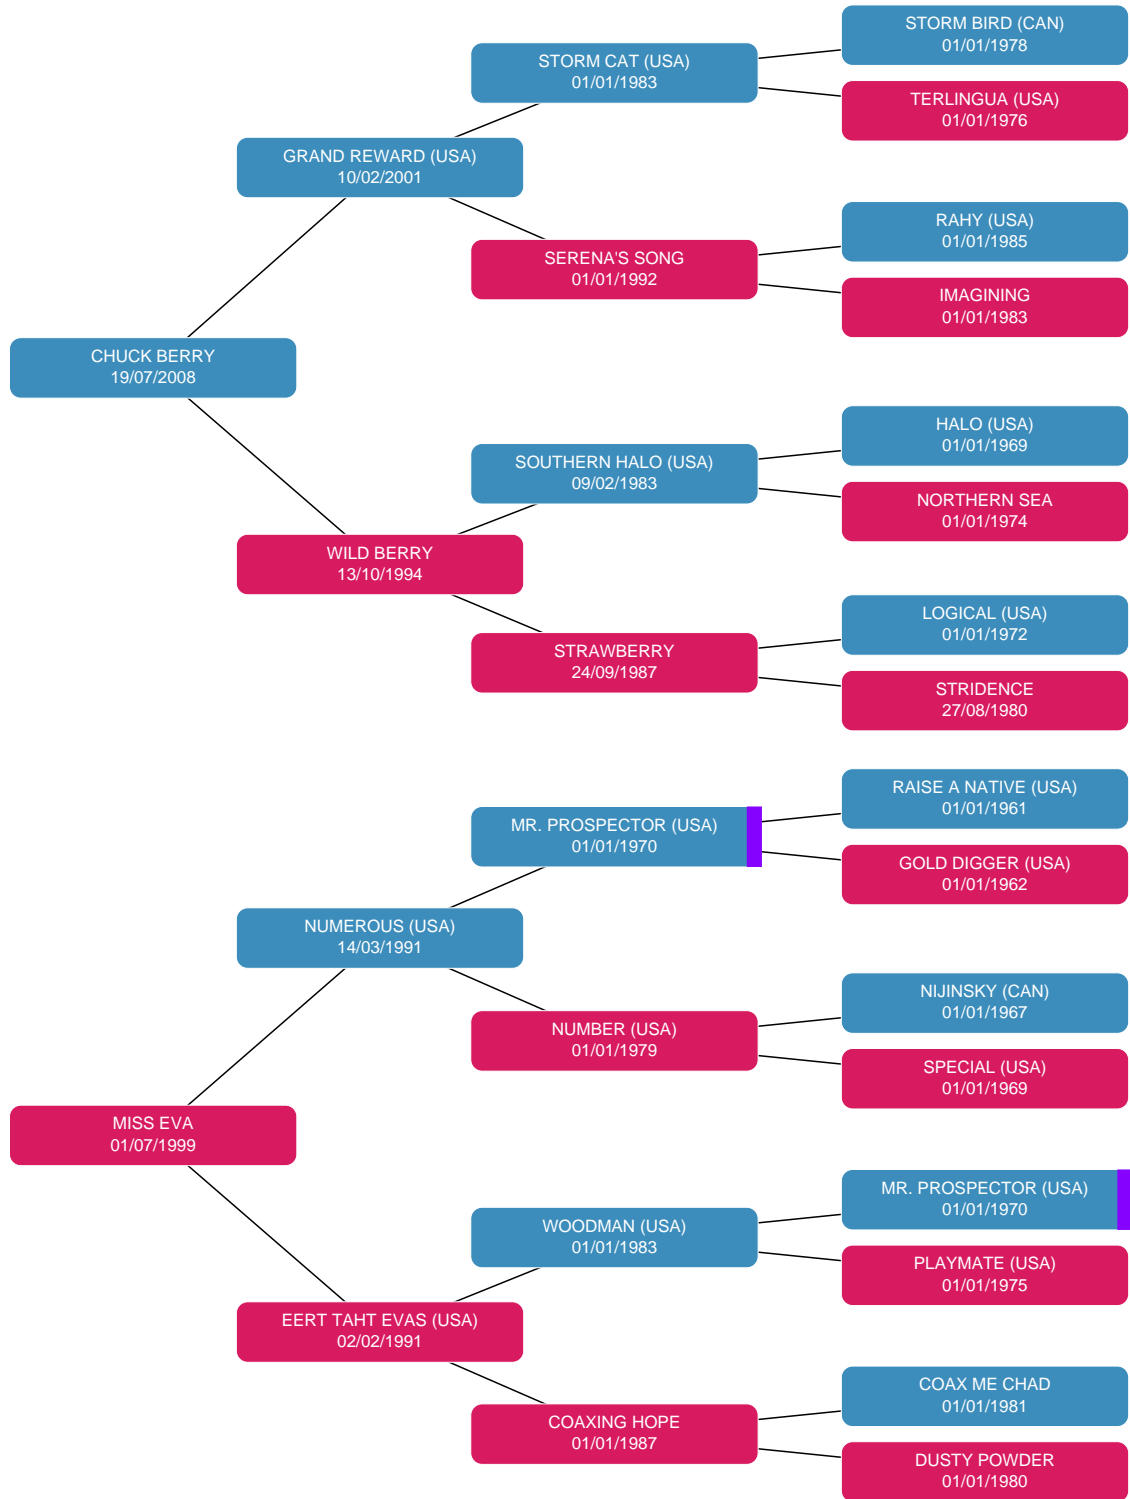 STORM BIRD (CAN)
01/01/1978
STORM CAT (USA)
01/01/1983
TERLINGUA (USA)
01/01/1976
GRAND REWARD (USA)
10/02/2001
RAHY (USA)
01/01/1985
SERENA'S SONG
01/01/1992
IMAGINING
01/01/1983
CHUCK BERRY
19/07/2008
HALO (USA)
01/01/1969
SOUTHERN HALO (USA)
09/02/1983
NORTHERN SEA
01/01/1974
WILD BERRY
13/10/1994
LOGICAL (USA)
01/01/1972
STRAWBERRY
24/09/1987
STRIDENCE
27/08/1980
RAISE A NATIVE (USA)
01/01/1961
MR. PROSPECTOR (USA)
01/01/1970
GOLD DIGGER (USA)
01/01/1962
NUMEROUS (USA)
14/03/1991
NIJINSKY (CAN)
01/01/1967
NUMBER (USA)
01/01/1979
SPECIAL (USA)
01/01/1969
MISS EVA
01/07/1999
MR. PROSPECTOR (USA)
01/01/1970
WOODMAN (USA)
01/01/1983
PLAYMATE (USA)
01/01/1975
EERT TAHT EVAS (USA)
02/02/1991
COAX ME CHAD
01/01/1981
COAXING HOPE
01/01/1987
DUSTY POWDER
01/01/1980